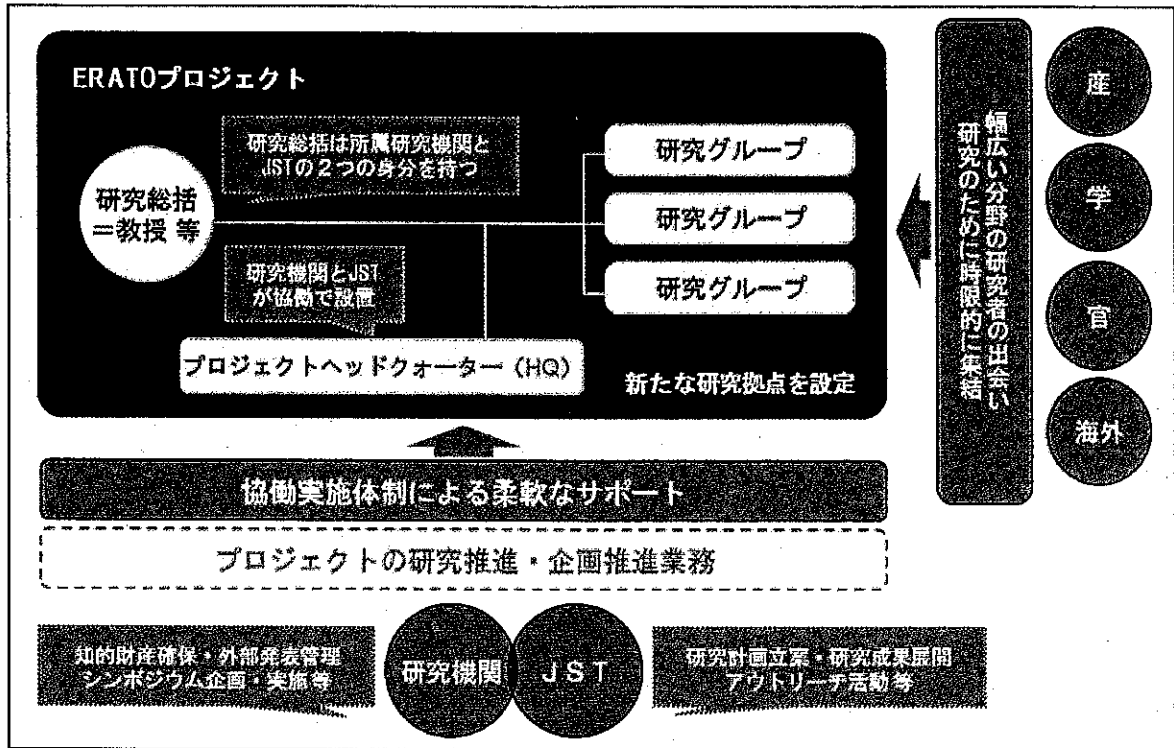 ERATOプロジェクト
研究総括は所属研究機関と
JSTの２つの身分を持つ
研究総括
＝教授 等
研究グループ
研究グループ
研究グループ
研究機関とJST
が協働で設置
プロジェクトヘッドクォーター（HQ）
新たな研究拠点を設定
幅広い分野の研究者の出会い
研究のために時限的に集結
産
学
官
海外
協働実施体制による柔軟なサポート
プロジェクトの研究推進・企画推進業務
知的財産確保・外部発表管理
シンポジウム企画・実施等
研究機関
ＪＳＴ
研究計画立案・研究成果展開
アウトリーチ活動等